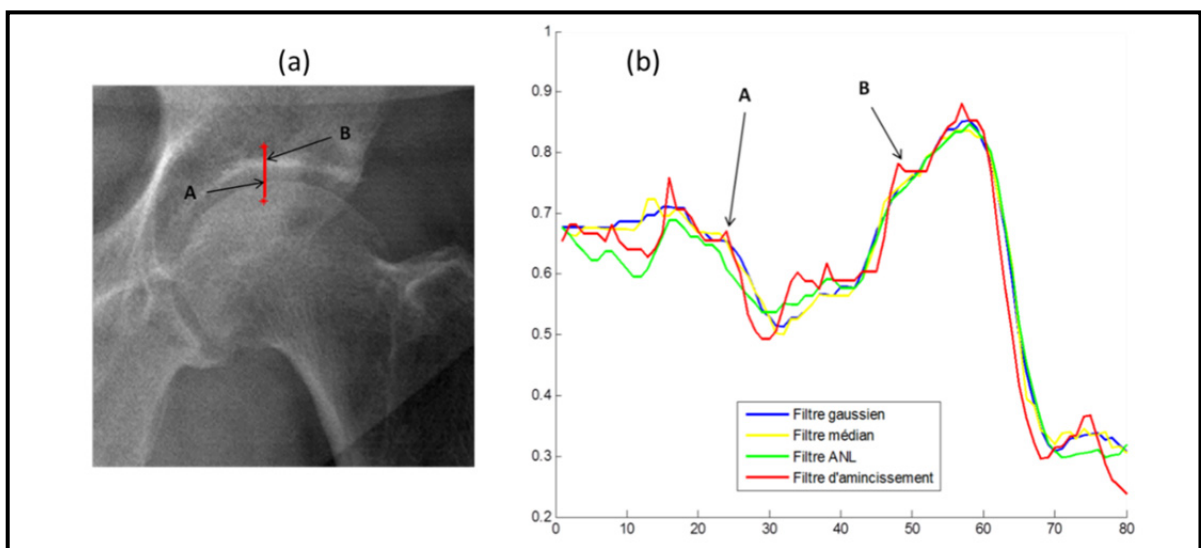 (a)
B
A
(b)
1
0.9
0.8
0.7
0.6
0.5
0.4
0.3
0.2
A
B
Filtre gaussien
Filtre médian
Filtre ANL
Filtre d'amincissement
0 10 20 30 40 50 60 70 80